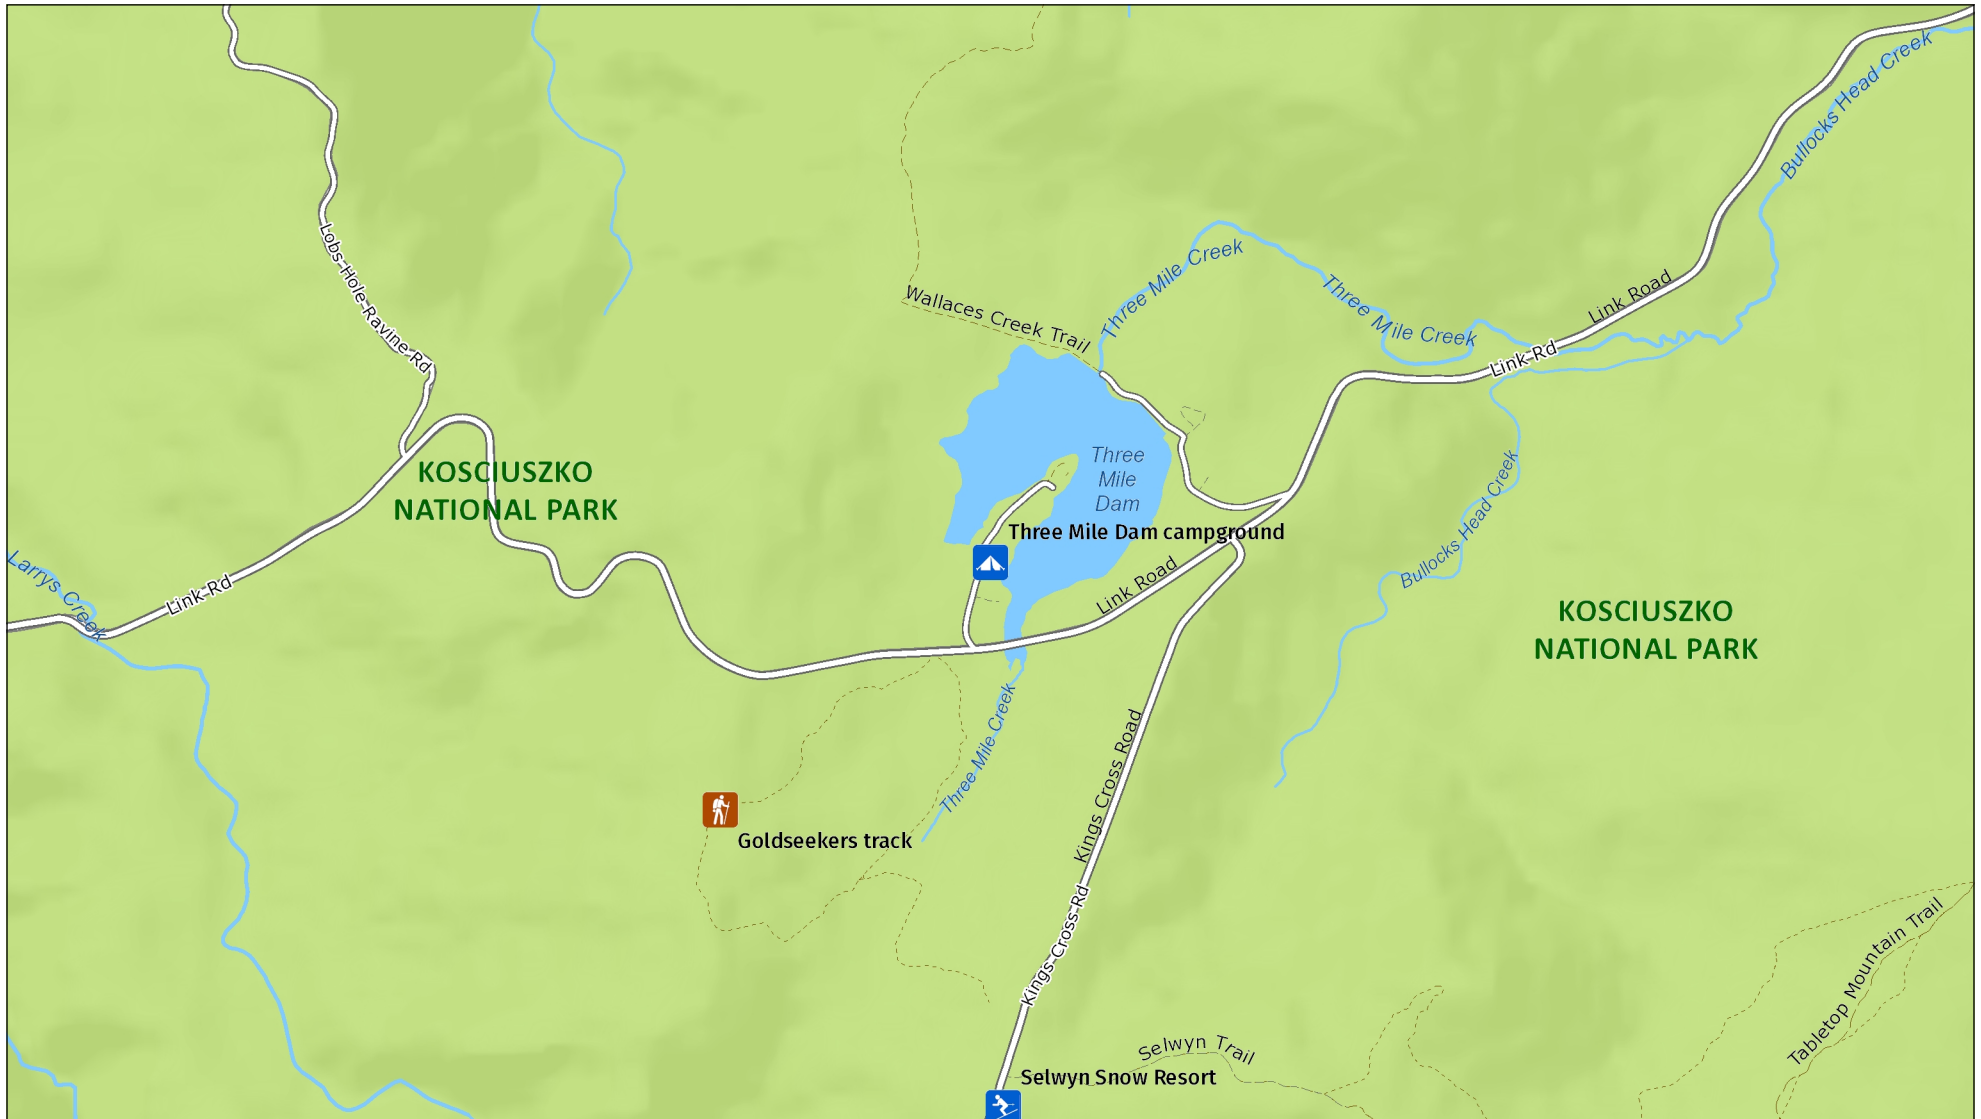 Bullocks Head Creek
Lobs-Hole-Ravine-Rd
Wallaces Creek Trail
Three Mile Creek
Three Mile Creek
Link Road
Link-Rd
KOSCIUSZKO
NATIONAL PARK
Three
Mile
Dam
Three Mile Dam campground
Bullocks Head Creek
Larrys Creek
Link-Rd
Link Road
KOSCIUSZKO
NATIONAL PARK
Three Mile Creek
Kings Cross Road
Goldseekers track
Kings-Cross-Rd
Tabletop Mountain Trail
Selwyn Trail
Selwyn Snow Resort